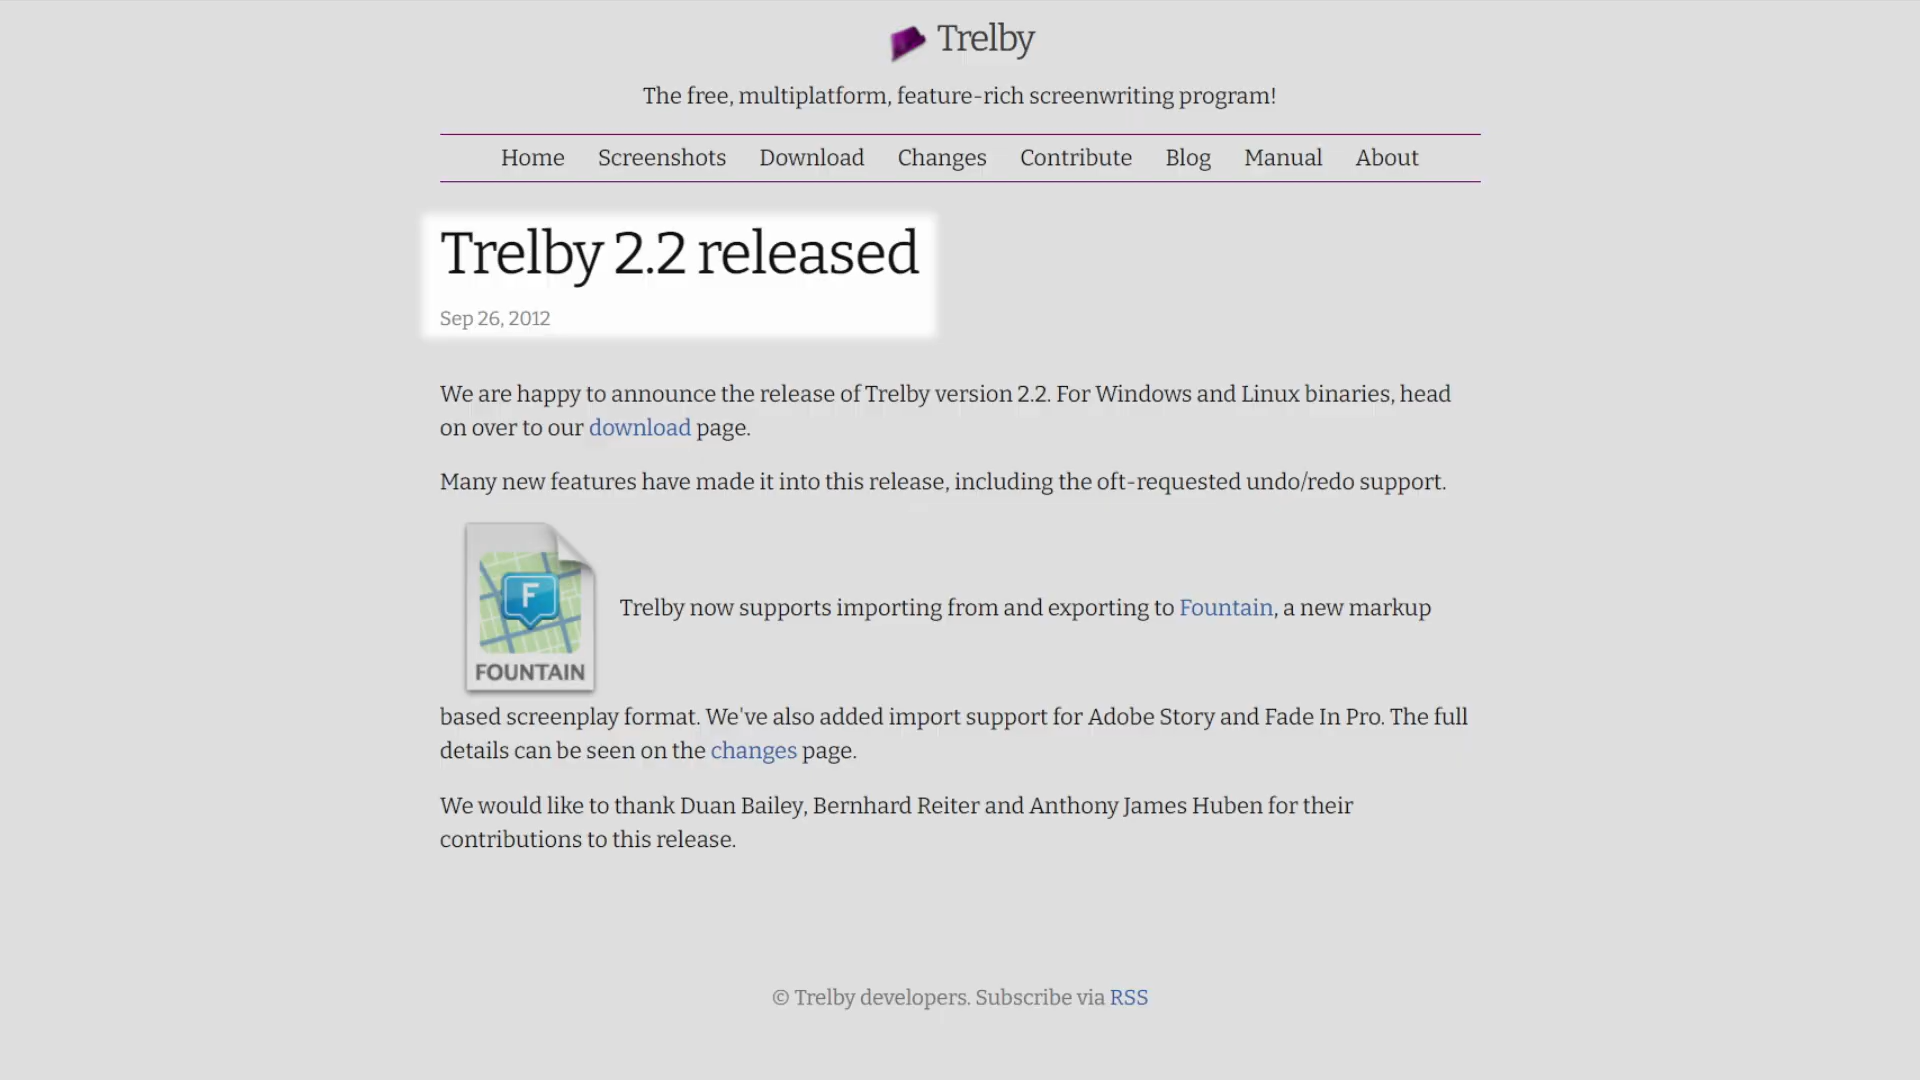 Trelby
The free, multiplatform, feature-rich screenwriting program!
Home Screenshots Download Changes Contribute Blog Manual About
Trelby 2.2 released
Sep 26, 2012
We are happy to announce the release of Trelby version 2.2. For Windows and Linux binaries, head
on over to our download page.
Many new features have made it into this release, including the oft-requested undo/redo support.
F
FOUNTAIN
Trelby now supports importing from and exporting to Fountain, a new markup
based screenplay format. We've also added import support for Adobe Story and Fade In Pro. The full
details can be seen on the changes page.
We would like to thank Duan Bailey, Bernhard Reiter and Anthony James Huben for their
contributions to this release.
© Trelby developers. Subscribe via RSS